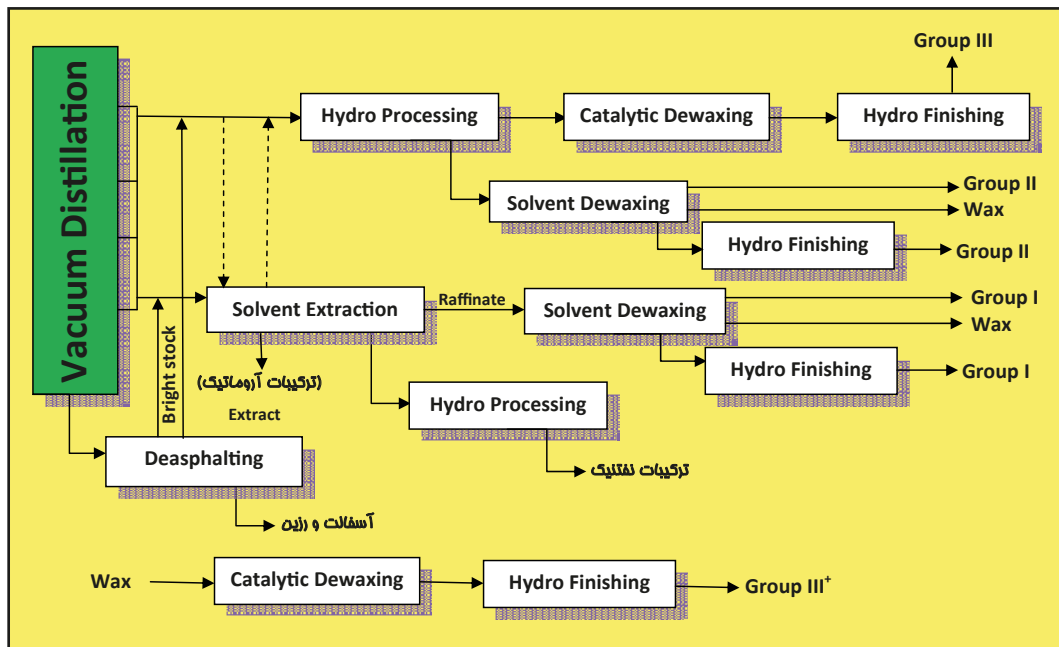 Group III
Vacuum Distillation
Hydro Processing
Catalytic Dewaxing
Hydro Finishing
Solvent Dewaxing
Group II
Wax
Hydro Finishing
Group II
Solvent Extraction
Raffinate
Solvent Dewaxing
Group I
Wax
Hydro Finishing
Group I
Bright stock
(ترکیبات آروماتیک)
Extract
Hydro Processing
ترکیبات نفتنیک
Deasphalting
آسفالت و رزین
Wax
Catalytic Dewaxing
Hydro Finishing
Group III⁺